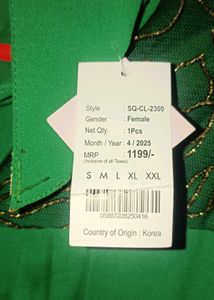 Style : SQ-CL-2300
Gender : Female
Net Qty. : 1Pcs
Month / Year : 4 / 2025
MRP 1199/-
(Inclusive of all Taxes)
S M L XL XXL
05887226250416
Country of Origin : Korea